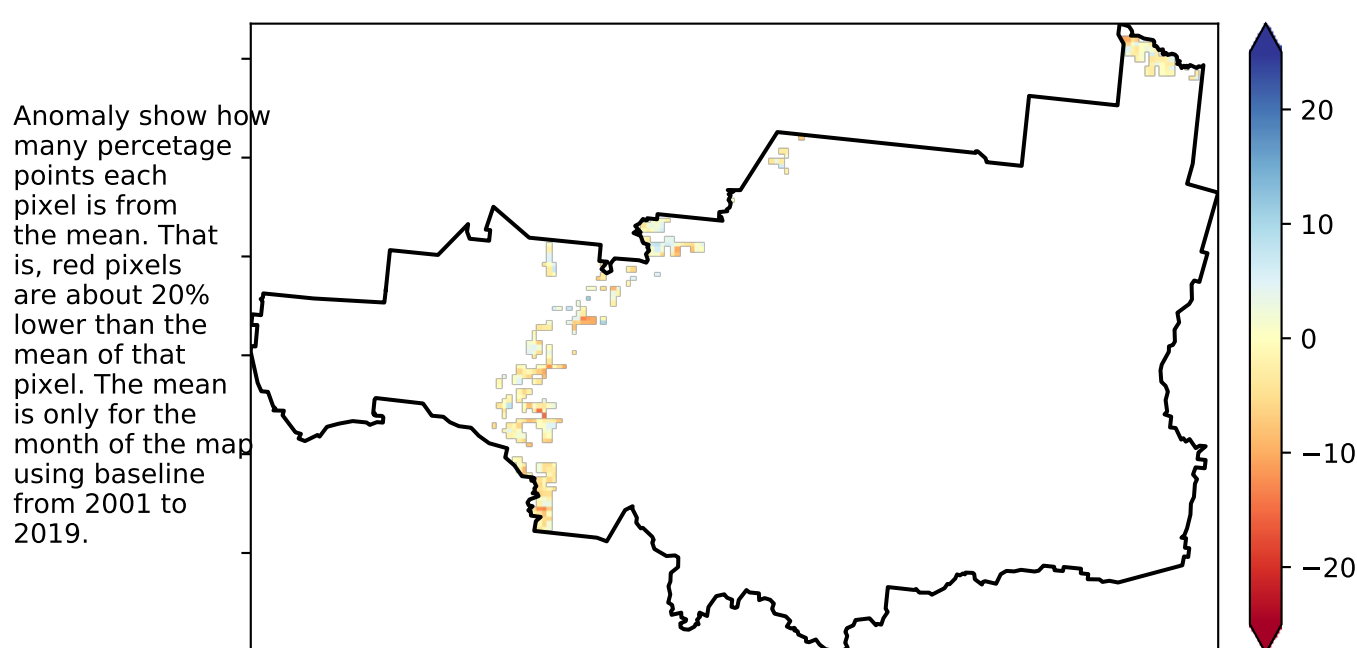 Anomaly show how
many percetage
points each
pixel is from
the mean. That
is, red pixels
are about 20%
lower than the
mean of that
pixel. The mean
is only for the
month of the map
using baseline
from 2001 to
2019.
20
10
0
−10
−20